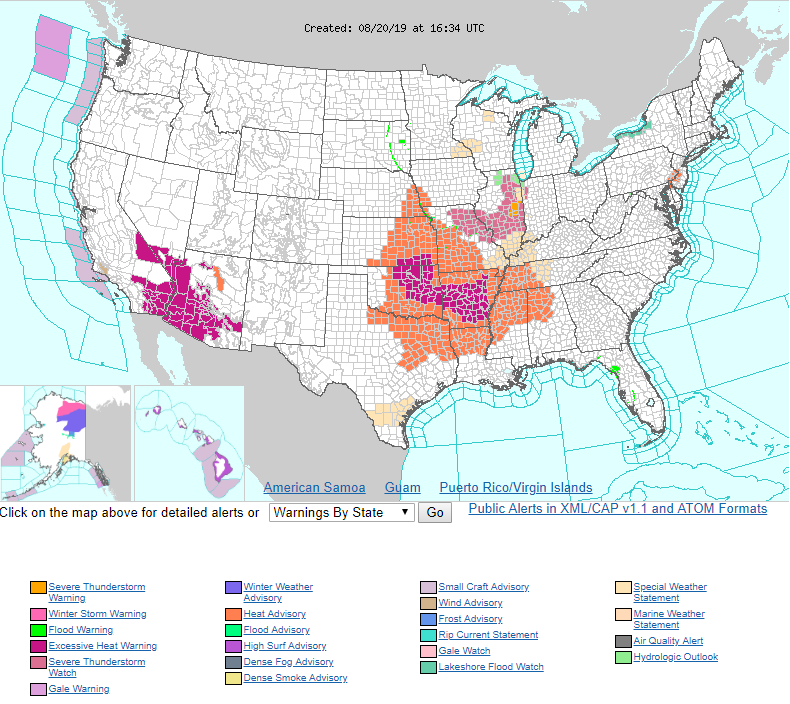 Created: 08/20/19 at 16:34 UTC
American Samoa Guam Puerto Rico/Virgin Islands
Click on the map above for detailed alerts or Warnings By State Go Public Alerts in XML/CAP v1.1 and ATOM Formats
Severe Thunderstorm
Warning
Winter Storm Warning
Flood Warning
Excessive Heat Warning
Severe Thunderstorm
Watch
Gale Warning
Winter Weather
Advisory
Heat Advisory
Flood Advisory
High Surf Advisory
Dense Fog Advisory
Dense Smoke Advisory
Small Craft Advisory
Wind Advisory
Frost Advisory
Rip Current Statement
Gale Watch
Lakeshore Flood Watch
Special Weather
Statement
Marine Weather
Statement
Air Quality Alert
Hydrologic Outlook